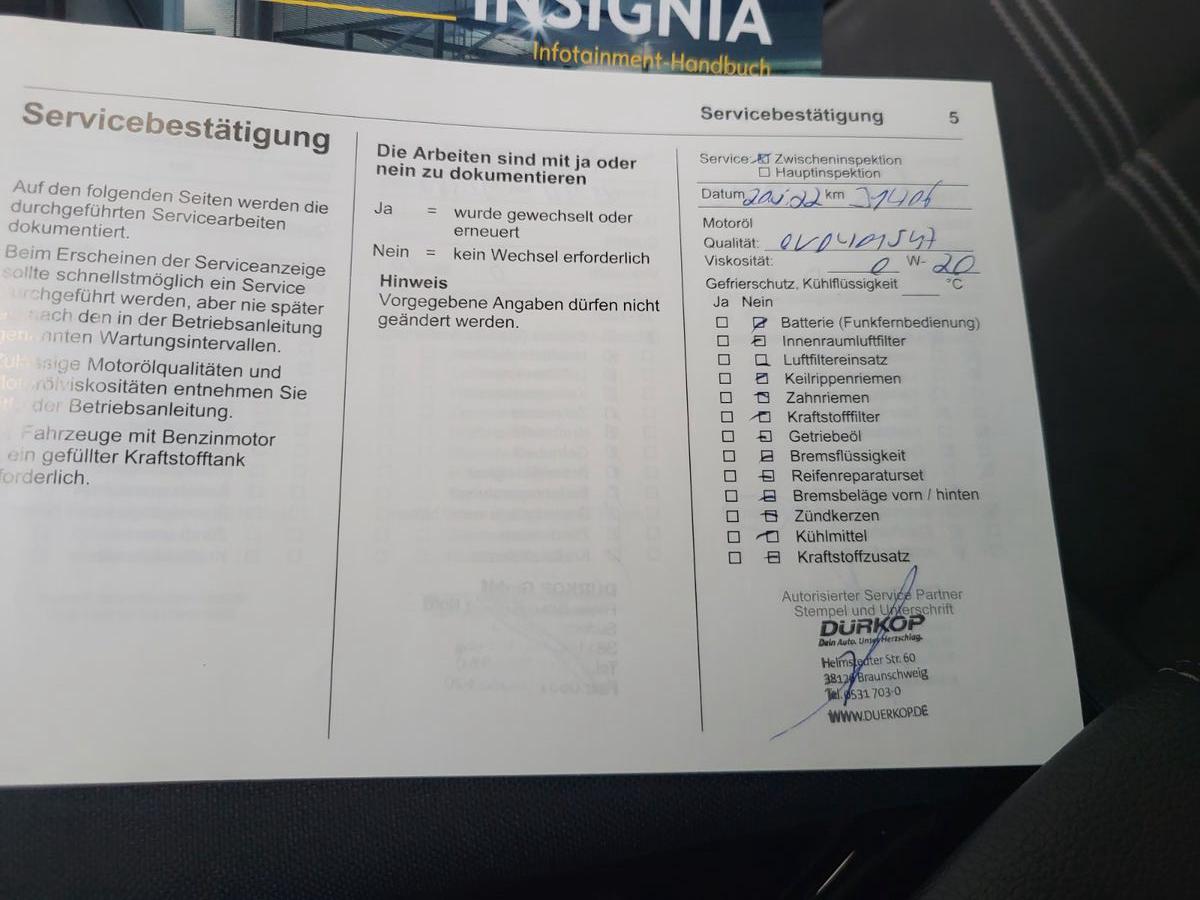 INSIGNIA
Infotainment-Handbuch
Servicebestätigung 5
Servicebestätigung
Auf den folgenden Seiten werden die
durchgeführten Servicearbeiten
dokumentiert.
Beim Erscheinen der Serviceanzeige
sollte schnellstmöglich ein Service
durchgeführt werden, aber nie später
nach den in der Betriebsanleitung
genannten Wartungsintervallen.
Zulässige Motorölqualitäten und
Motorölviskositäten entnehmen Sie
der Betriebsanleitung.
Fahrzeuge mit Benzinmotor
ein gefüllter Kraftstofftank
forderlich.
Die Arbeiten sind mit ja oder
nein zu dokumentieren
Ja = wurde gewechselt oder
erneuert
Nein = kein Wechsel erforderlich
Hinweis
Vorgegebene Angaben dürfen nicht
geändert werden.
Service: Zwischeninspektion
Hauptinspektion
Datum km 31406
Motoröl
Qualität:
Viskosität: 0 W- 20
Gefrierschutz, Kühlflüssigkeit °C
Ja Nein
Batterie (Funkfernbedienung)
Innenraumluftfilter
Luftfiltereinsatz
Keilrippenriemen
Zahnriemen
Kraftstofffilter
Getriebeöl
Bremsflüssigkeit
Reifenreparaturset
Bremsbeläge vorn / hinten
Zündkerzen
Kühlmittel
Kraftstoffzusatz
Autorisierter Service Partner
Stempel und Unterschrift
DÜRKOP
Dein Auto. Unser Herzschlag.
Helmstedter Str. 60
38126 Braunschweig
Tel. 0531 703-0
WWW.DUERKOP.DE